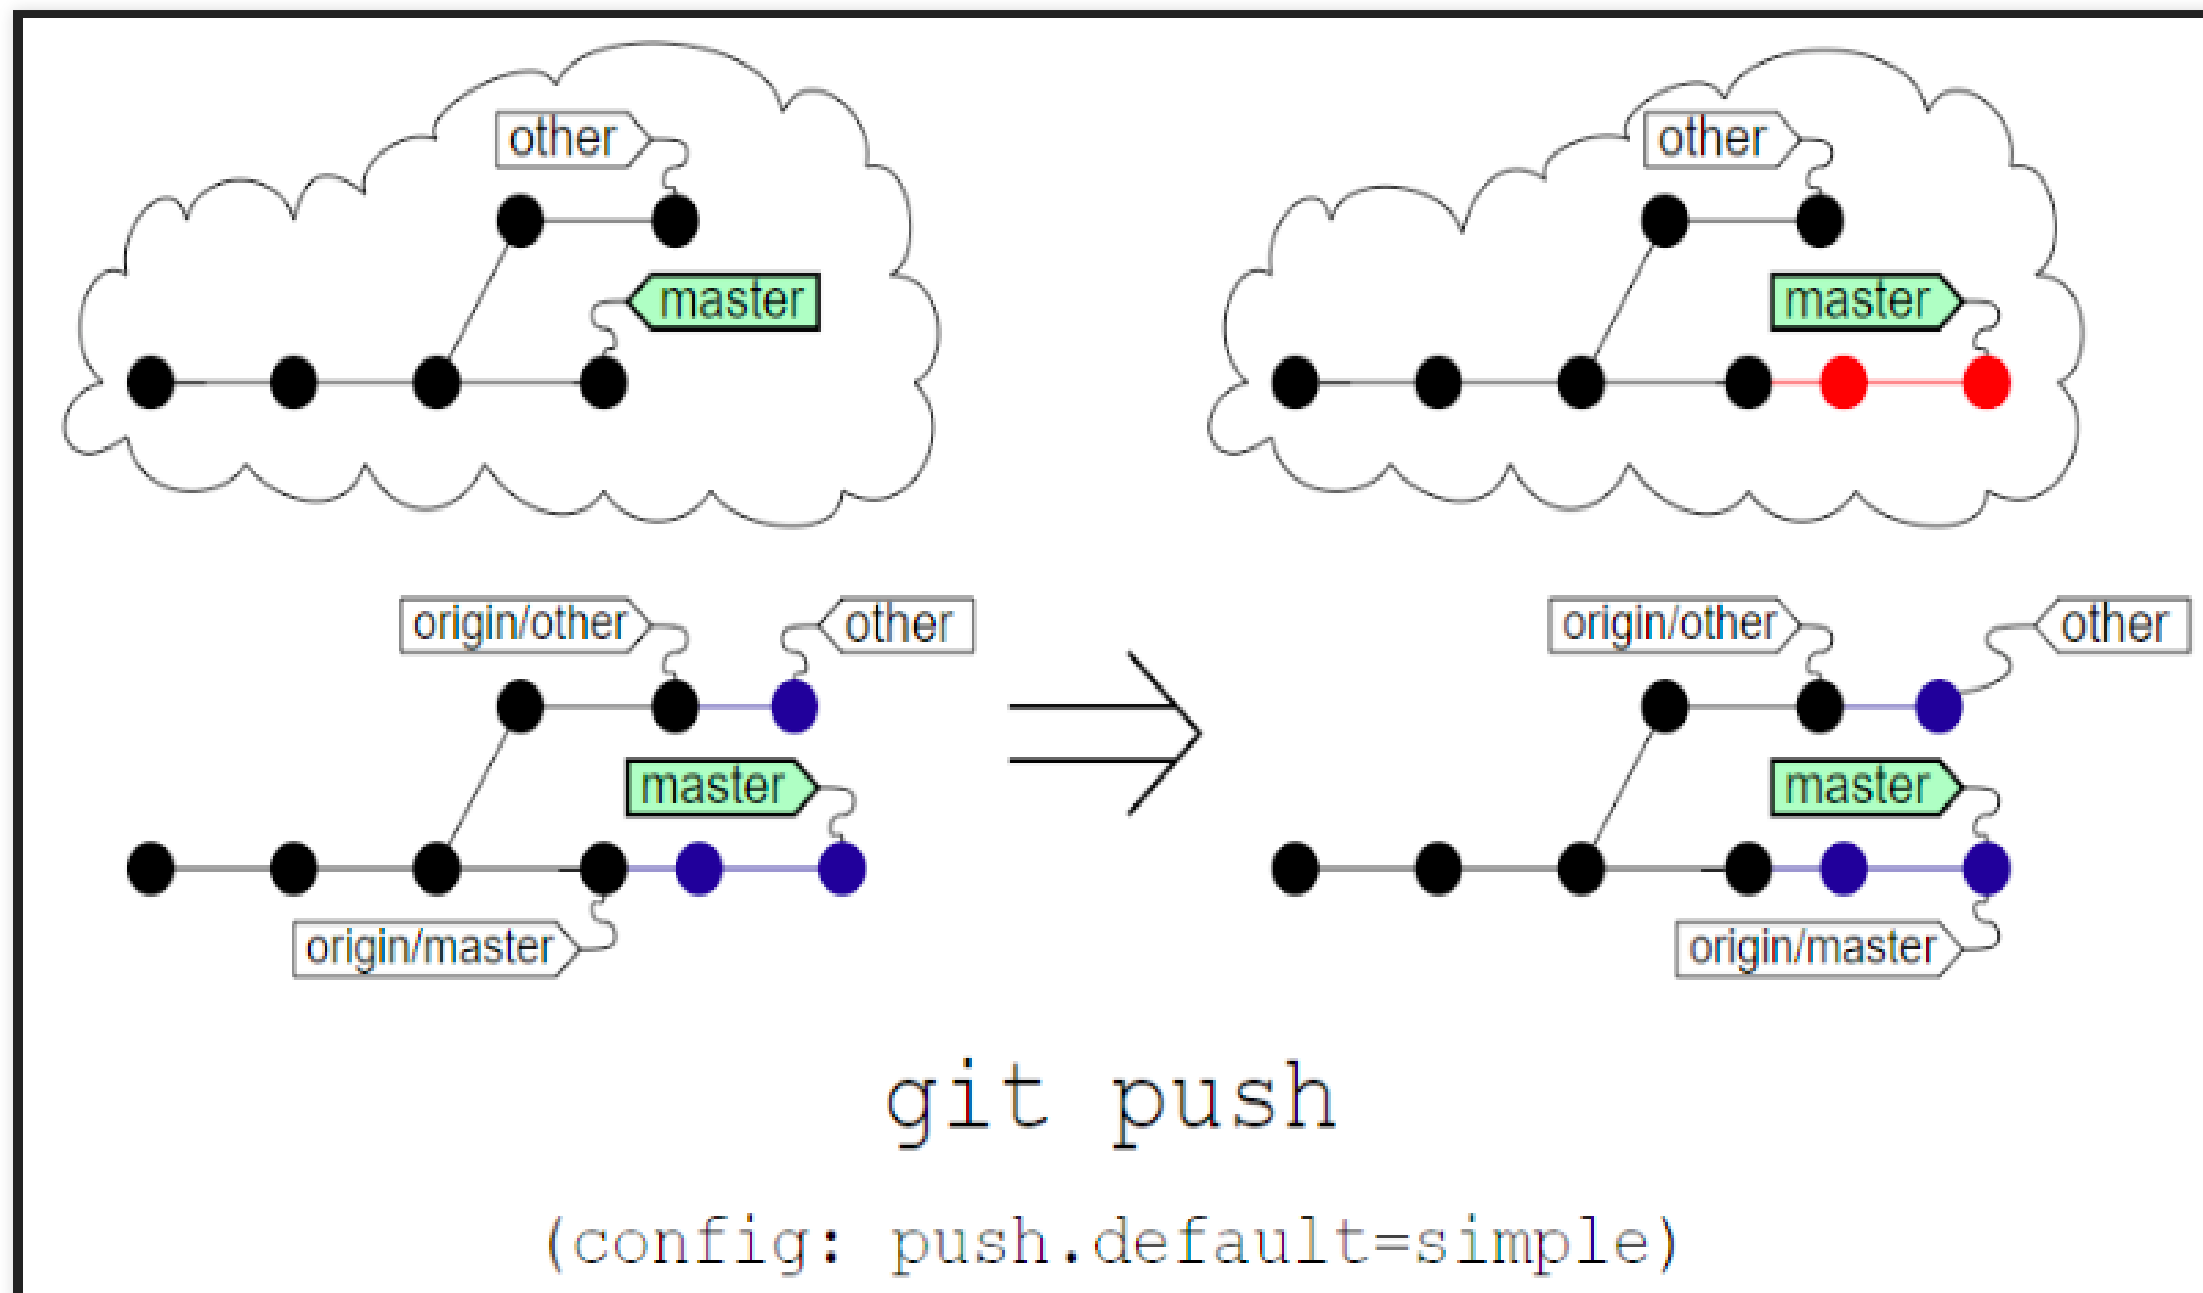 other
other
master
master
origin/other
other
origin/other
other
master
master
origin/master
origin/master
git push
(config: push.default=simple)